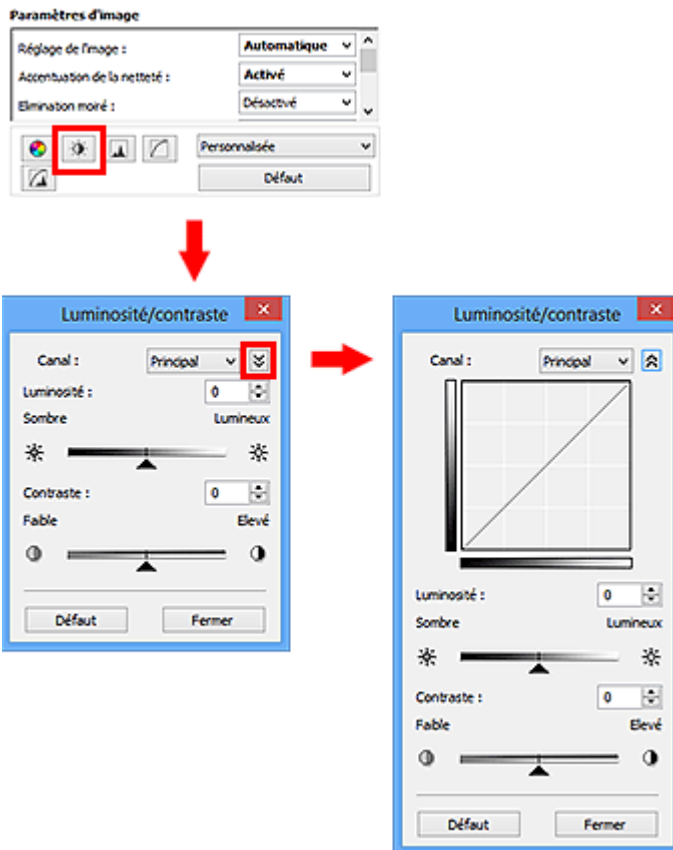 Paramètres d'image
Réglage de l'image : Automatique
Accentuation de la netteté : Activé
Elimination moiré : Désactivé
Personnalisée
Défaut
Luminosité/contraste
Canal : Principal
Luminosité : 0
Sombre Lumineux
Contraste : 0
Faible Elevé
Défaut Fermer
Luminosité/contraste
Canal : Principal
Luminosité : 0
Sombre Lumineux
Contraste : 0
Faible Elevé
Défaut Fermer